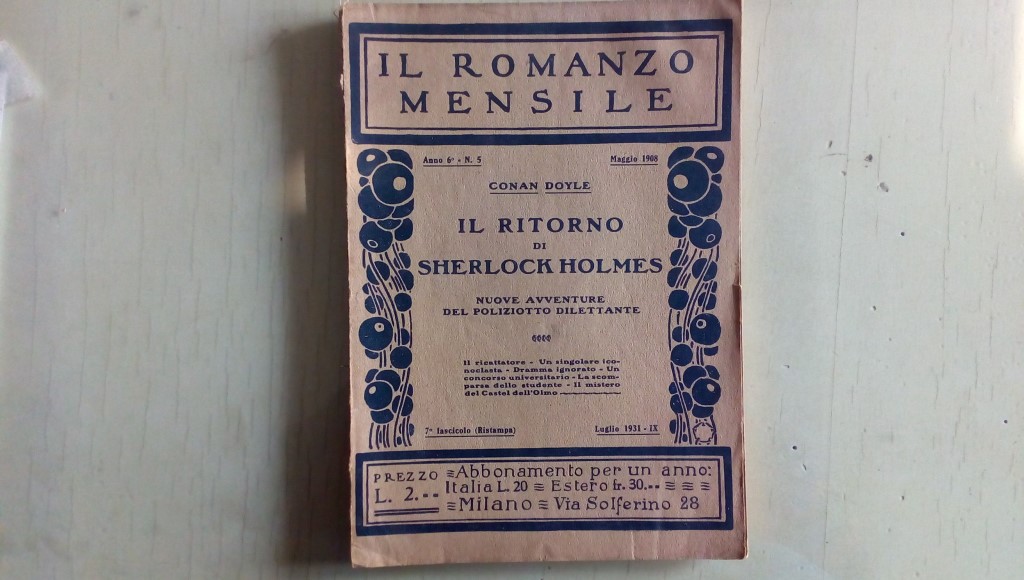 IL ROMANZO
MENSILE
Anno 6º - N. 5
Maggio 1908
CONAN DOYLE
IL RITORNO
DI
SHERLOCK HOLMES
NUOVE AVVENTURE
DEL POLIZIOTTO DILETTANTE
Il ricattatore - Un singolare ico-
noclasta - Dramma ignorato - Un
concorso universitario - La scom-
parsa dello studente - Il mistero
del Castel dell'Olmo
7º fascicolo (Ristampa)
Luglio 1931 - IX
PREZZO
L. 2.--
Abbonamento per un anno:
Italia L. 20 Estero fr. 30.--
Milano Via Solferino 28